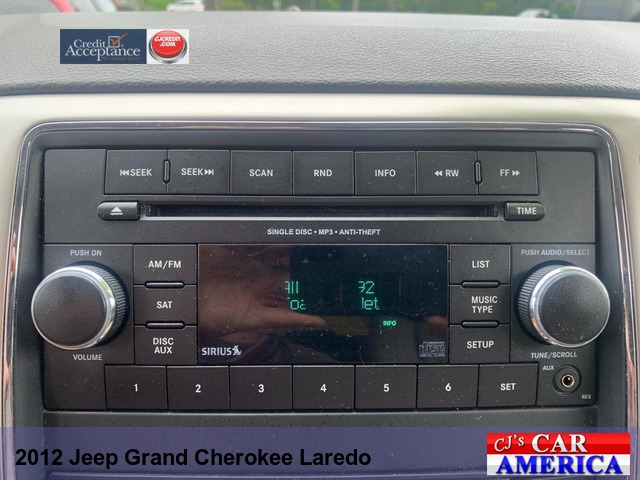 Credit Acceptance
CJCREDIT.COM
SEEK
SEEK
SCAN
RND
INFO
RW
FF
TIME
SINGLE DISC • MP3 • ANTI-THEFT
PUSH ON
VOLUME
AM/FM
SAT
DISC AUX
INFO
SIRIUS
LIST
MUSIC TYPE
SETUP
PUSH AUDIO/SELECT
TUNE/SCROLL
1
2
3
4
5
6
SET
AUX
RES
2012 Jeep Grand Cherokee Laredo
CJ's CAR
AMERICA